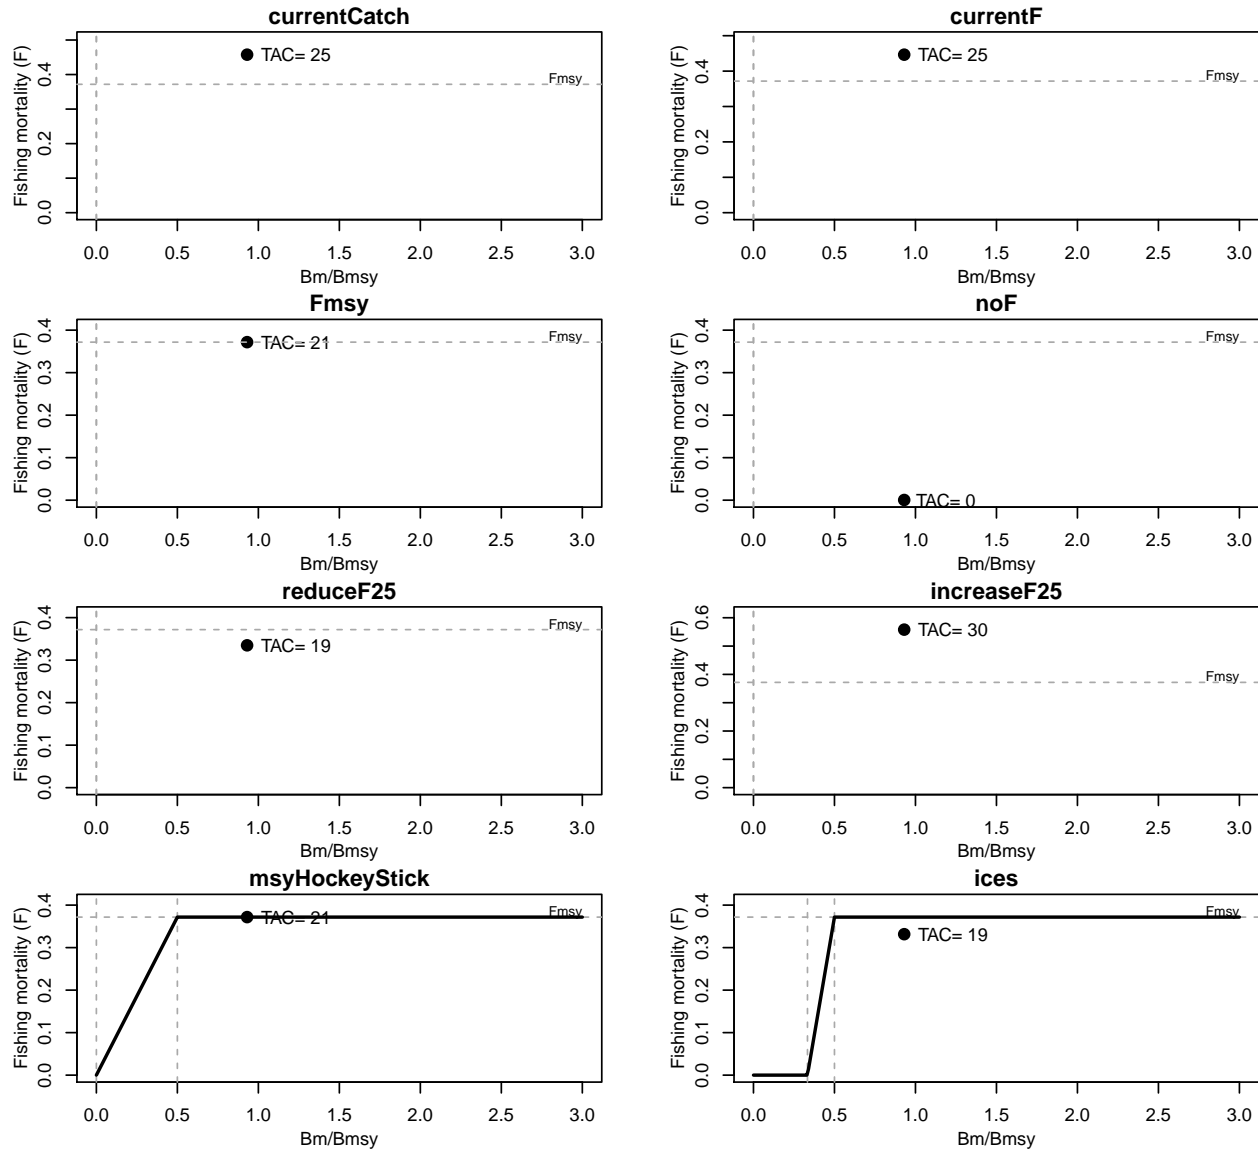 currentCatch
Fishing mortality (F)
0.0 0.2 0.4
TAC= 25
Fmsy
0.0 0.5 1.0 1.5 2.0 2.5 3.0
Bm/Bmsy
currentF
Fishing mortality (F)
0.0 0.2 0.4
TAC= 25
Fmsy
0.0 0.5 1.0 1.5 2.0 2.5 3.0
Bm/Bmsy
Fmsy
Fishing mortality (F)
0.0 0.1 0.2 0.3 0.4
TAC= 21
Fmsy
0.0 0.5 1.0 1.5 2.0 2.5 3.0
Bm/Bmsy
noF
Fishing mortality (F)
0.0 0.1 0.2 0.3 0.4
Fmsy
TAC= 0
0.0 0.5 1.0 1.5 2.0 2.5 3.0
Bm/Bmsy
reduceF25
Fishing mortality (F)
0.0 0.1 0.2 0.3 0.4
Fmsy
TAC= 19
0.0 0.5 1.0 1.5 2.0 2.5 3.0
Bm/Bmsy
increaseF25
Fishing mortality (F)
0.0 0.2 0.4 0.6
TAC= 30
Fmsy
0.0 0.5 1.0 1.5 2.0 2.5 3.0
Bm/Bmsy
msyHockeyStick
Fishing mortality (F)
0.0 0.1 0.2 0.3 0.4
TAC= 21
Fmsy
0.0 0.5 1.0 1.5 2.0 2.5 3.0
Bm/Bmsy
ices
Fishing mortality (F)
0.0 0.1 0.2 0.3 0.4
Fmsy
TAC= 19
0.0 0.5 1.0 1.5 2.0 2.5 3.0
Bm/Bmsy